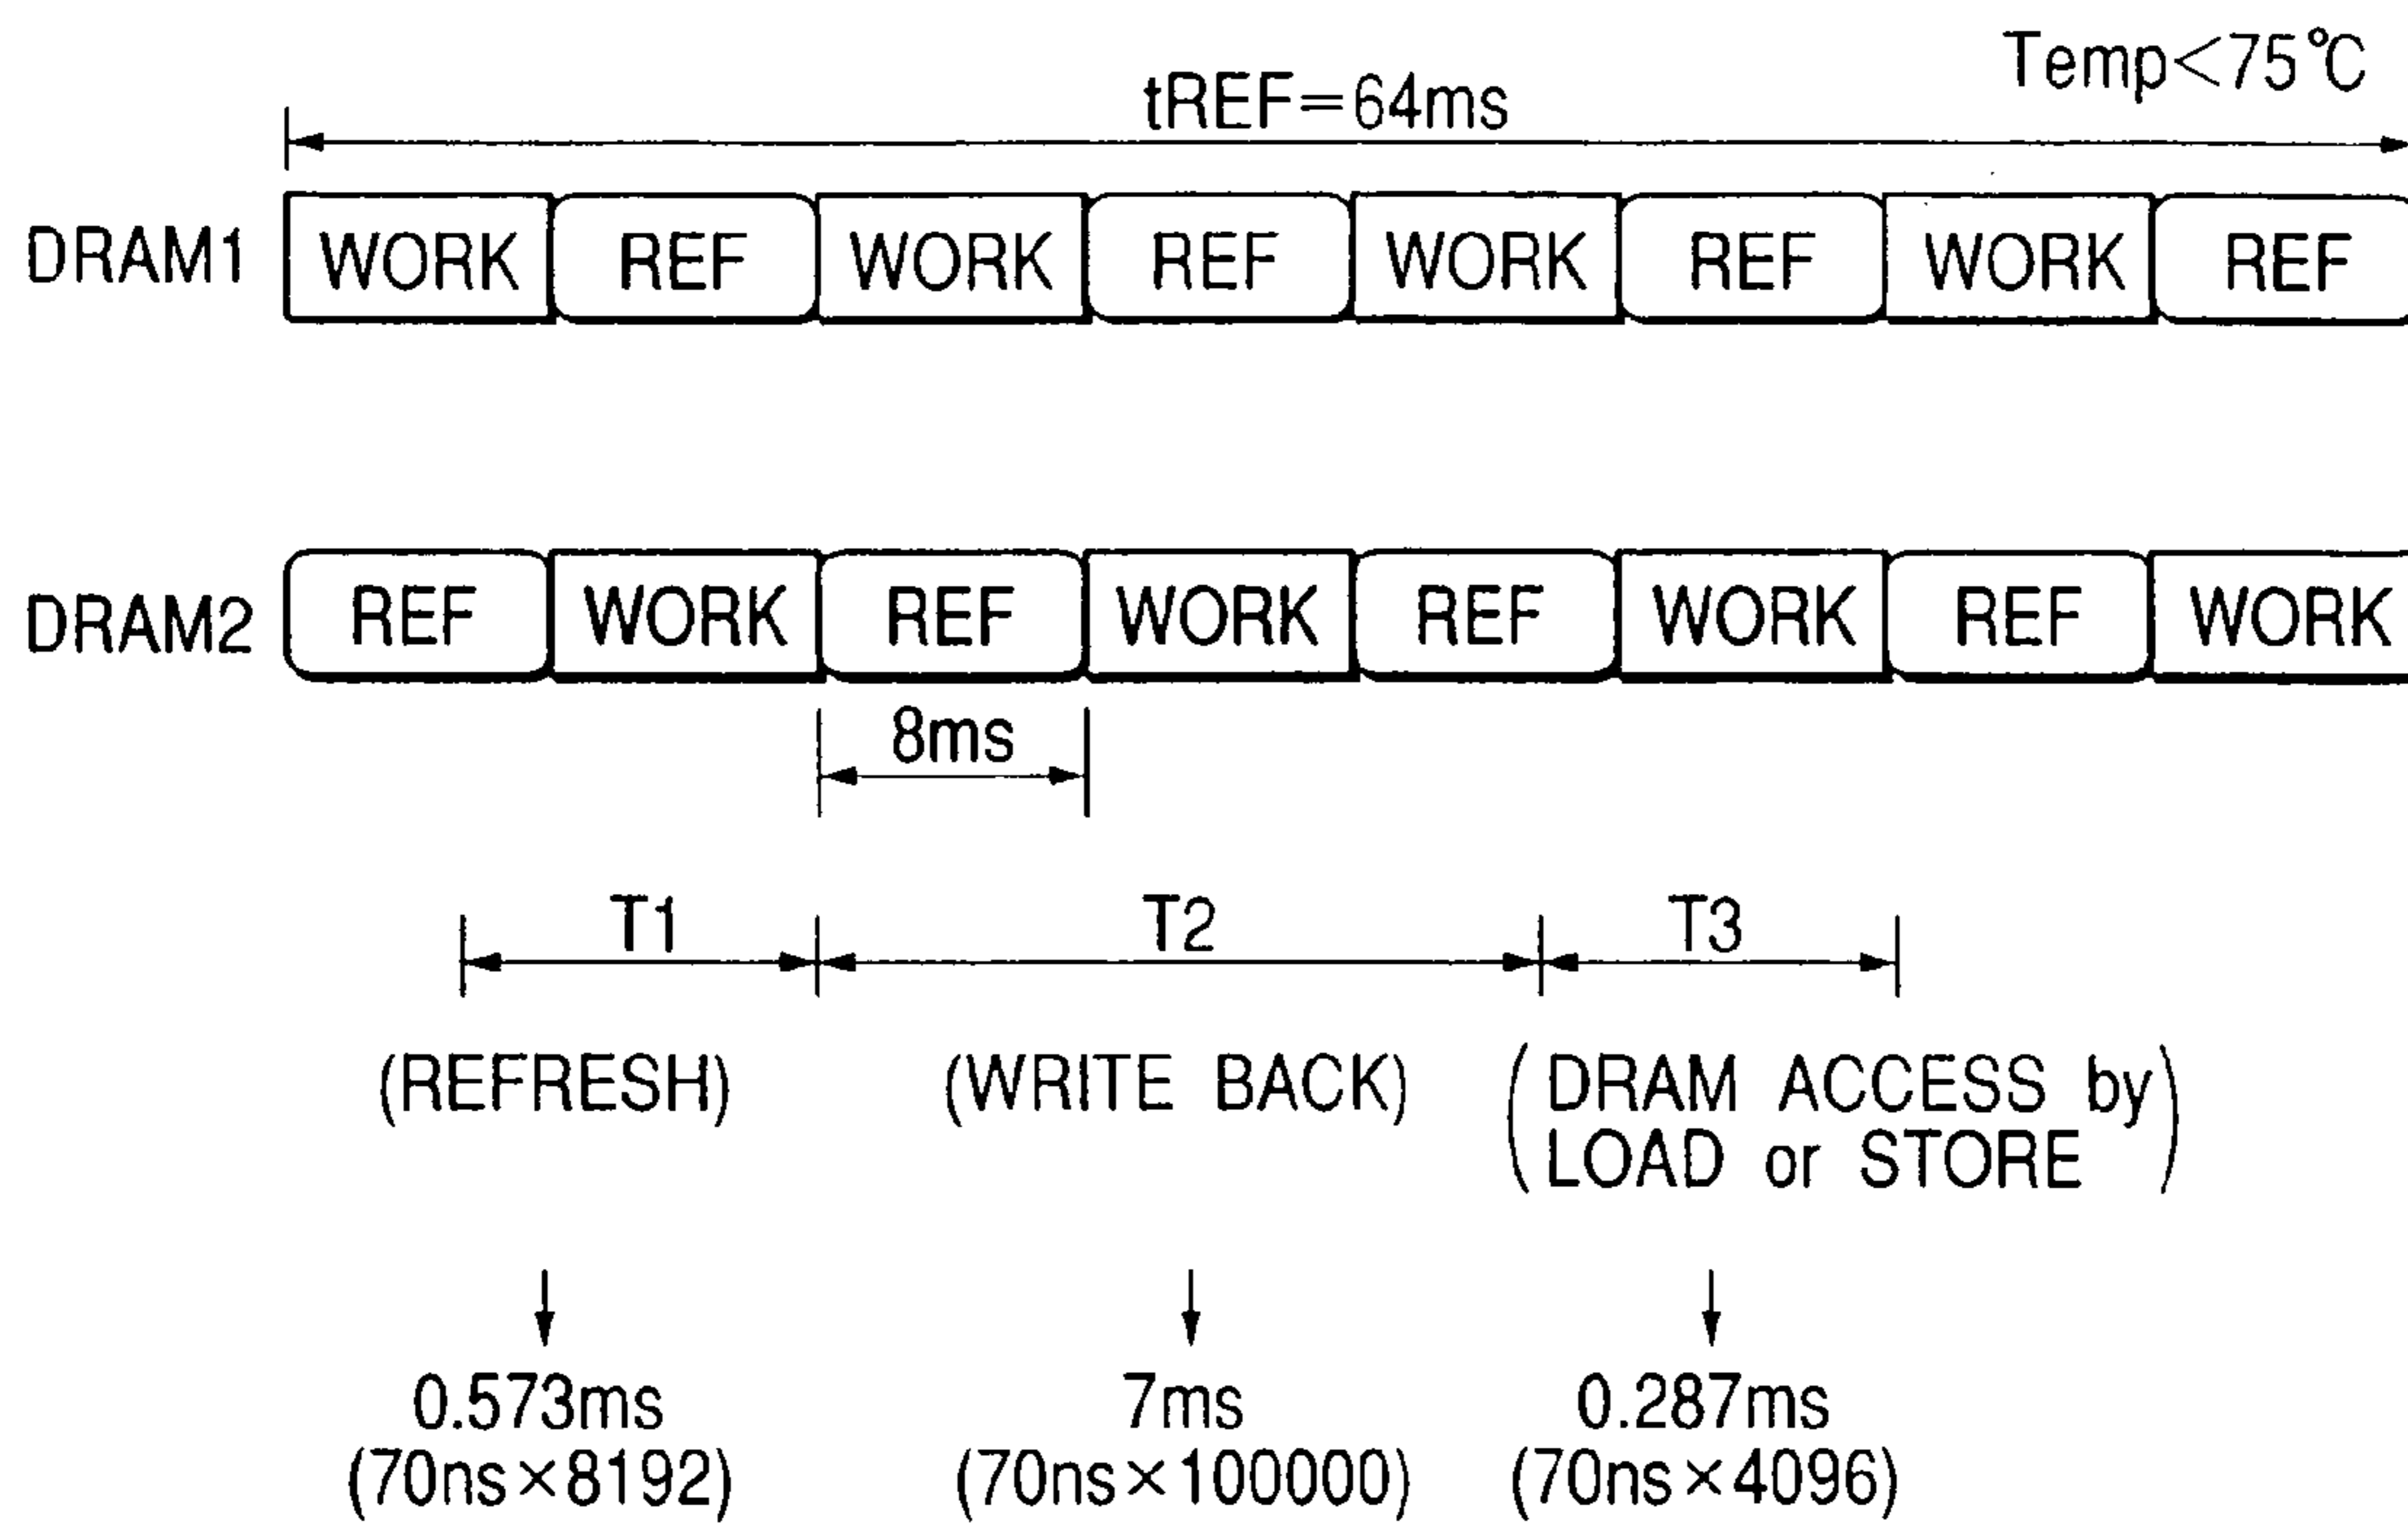 Temp<75℃
tREF=64ms
DRAM1 WORK REF WORK REF WORK REF WORK REF
DRAM2 REF WORK REF WORK REF WORK REF WORK
8ms
T1 T2 T3
(REFRESH) (WRITE BACK) (DRAM ACCESS by
LOAD or STORE)
0.573ms 7ms 0.287ms
(70ns×8192) (70ns×100000) (70ns×4096)